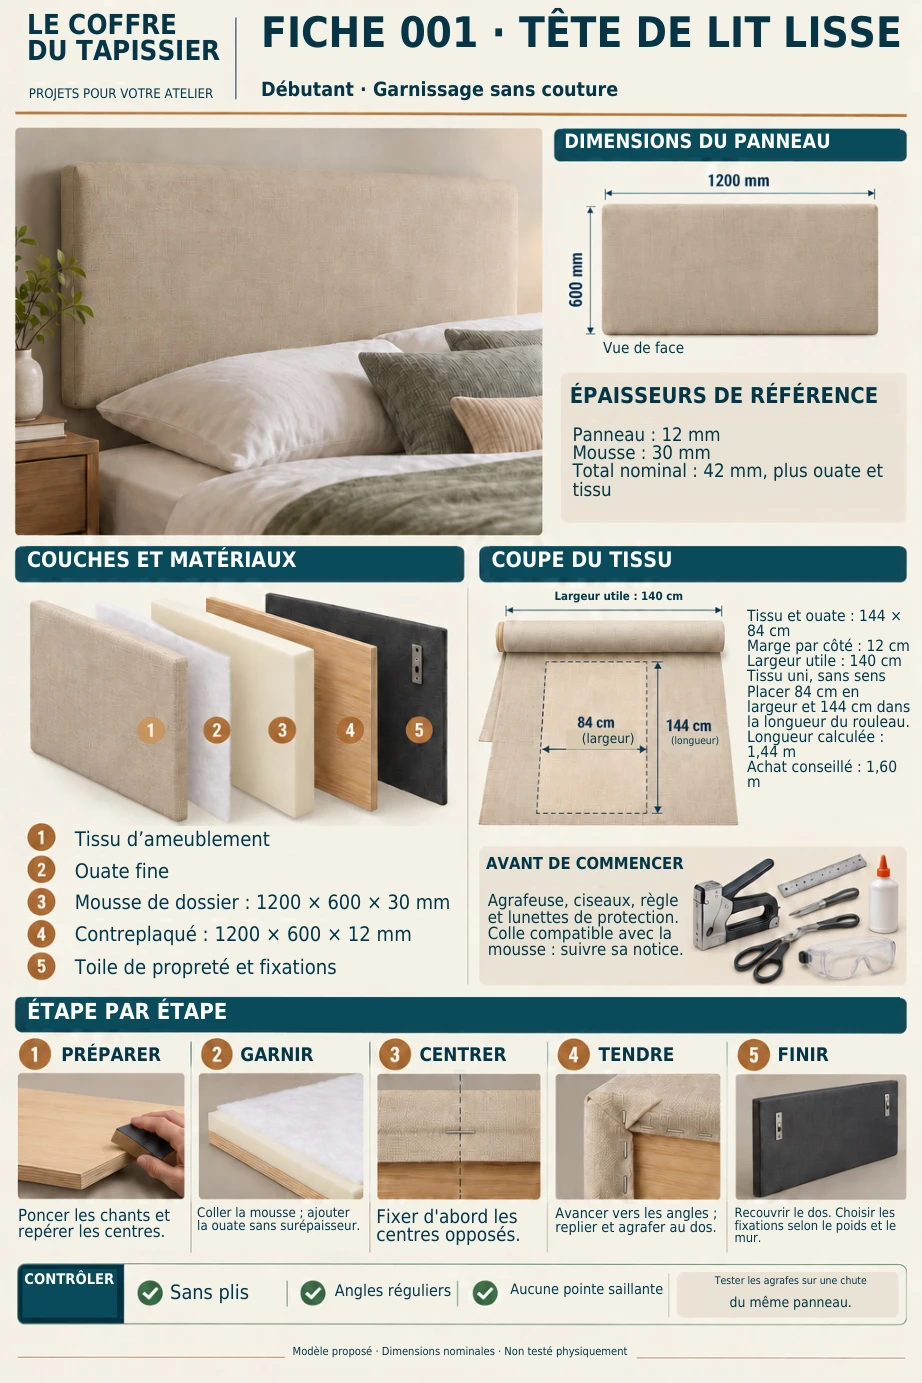 LE COFFRE
DU TAPISSIER
PROJETS POUR VOTRE ATELIER
FICHE 001 · TÊTE DE LIT LISSE
Débutant · Garnissage sans couture
DIMENSIONS DU PANNEAU
1200 mm
600 mm
Vue de face
ÉPAISSEURS DE RÉFÉRENCE
Panneau : 12 mm
Mousse : 30 mm
Total nominal : 42 mm, plus ouate et
tissu
COUCHES ET MATÉRIAUX
1
2
3
4
5
1 Tissu d’ameublement
2 Ouate fine
3 Mousse de dossier : 1200 × 600 × 30 mm
4 Contreplaqué : 1200 × 600 × 12 mm
5 Toile de propreté et fixations
COUPE DU TISSU
Largeur utile : 140 cm
84 cm
(largeur)
144 cm
(longueur)
Tissu et ouate : 144 ×
84 cm
Marge par côté : 12 cm
Largeur utile : 140 cm
Tissu uni, sans sens
Placer 84 cm en
largeur et 144 cm dans
la longueur du rouleau.
Longueur calculée :
1,44 m
Achat conseillé : 1,60
m
AVANT DE COMMENCER
Agrafeuse, ciseaux, règle
et lunettes de protection.
Colle compatible avec la
mousse : suivre sa notice.
ÉTAPE PAR ÉTAPE
1 PRÉPARER
Poncer les chants et
repérer les centres.
2 GARNIR
Coller la mousse ; ajouter
la ouate sans surépaisseur.
3 CENTRER
Fixer d'abord les
centres opposés.
4 TENDRE
Avancer vers les angles ;
replier et agrafer au dos.
5 FINIR
Recouvrir le dos. Choisir les
fixations selon le poids et le
mur.
CONTRÔLER
Sans plis
Angles réguliers
Aucune pointe saillante
Tester les agrafes sur une chute
du même panneau.
Modèle proposé · Dimensions nominales · Non testé physiquement